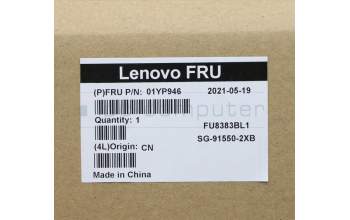 Lenovo FRU
(P)FRU P/N: 01YP946 2021-05-19
Quantity: 1 FU8383BL1
SG-91550-2XB
(4L)Origin: CN
Made in China